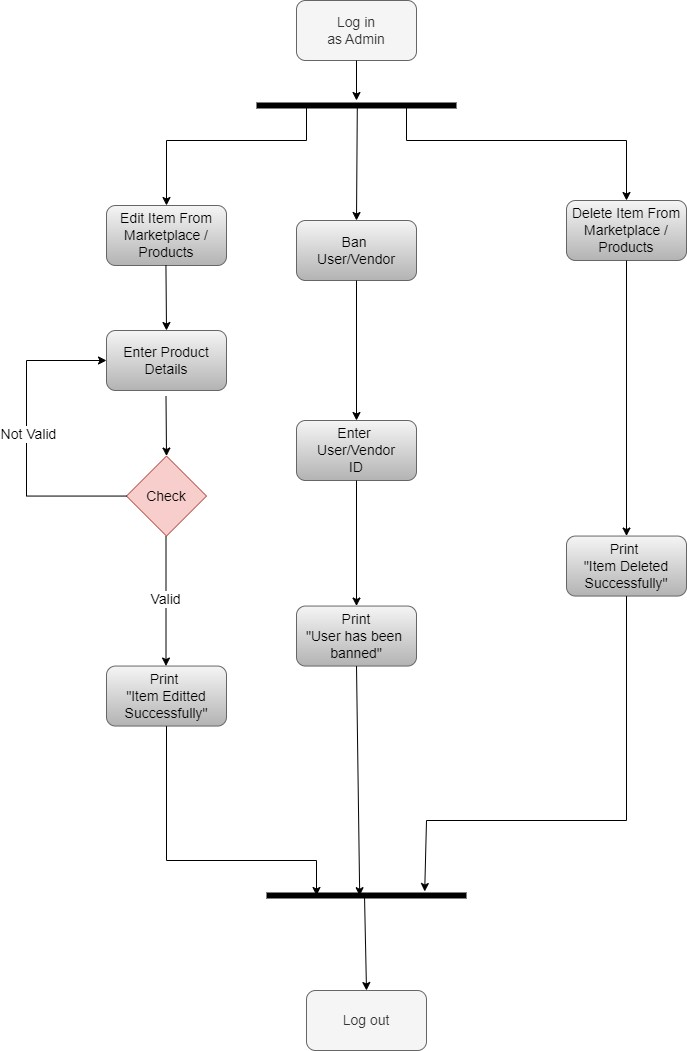 Log in
as Admin
Edit Item From
Marketplace /
Products
Ban
User/Vendor
Delete Item From
Marketplace /
Products
Enter Product
Details
Not Valid
Enter
User/Vendor
ID
Check
Print
"Item Deleted
Successfully"
Valid
Print
"User has been
banned"
Print
"Item Editted
Successfully"
Log out